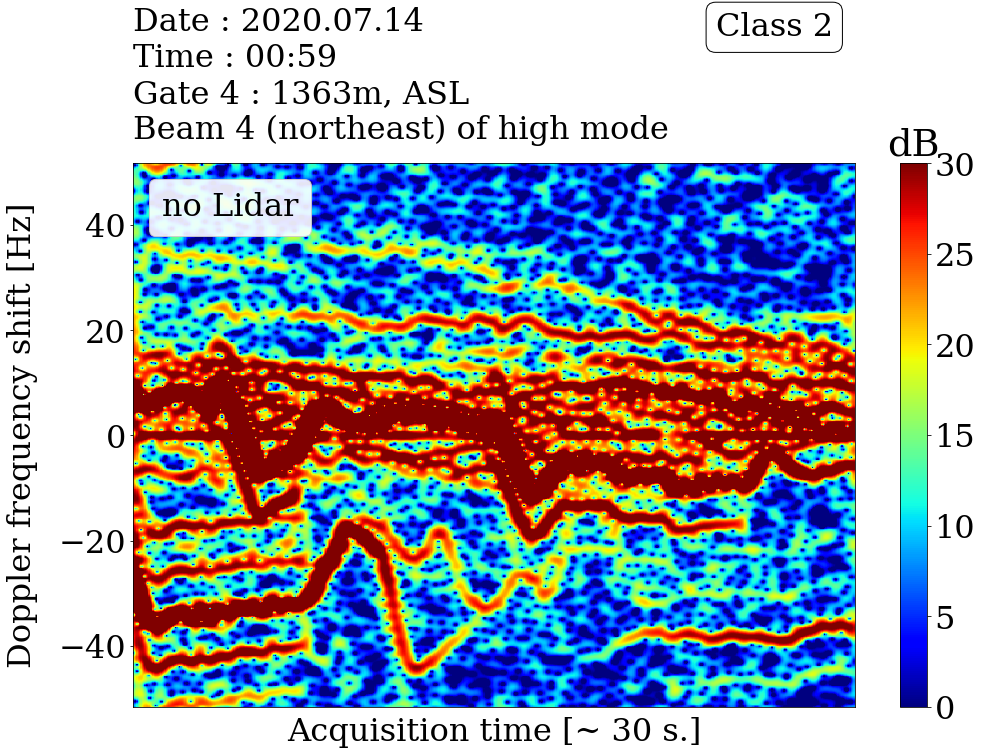 Date : 2020.07.14
Time : 00:59
Gate 4 : 1363m, ASL
Beam 4 (northeast) of high mode
Class 2
dB
no Lidar
Doppler frequency shift [Hz]
40
20
0
−20
−40
Acquisition time [~ 30 s.]
30
25
20
15
10
5
0